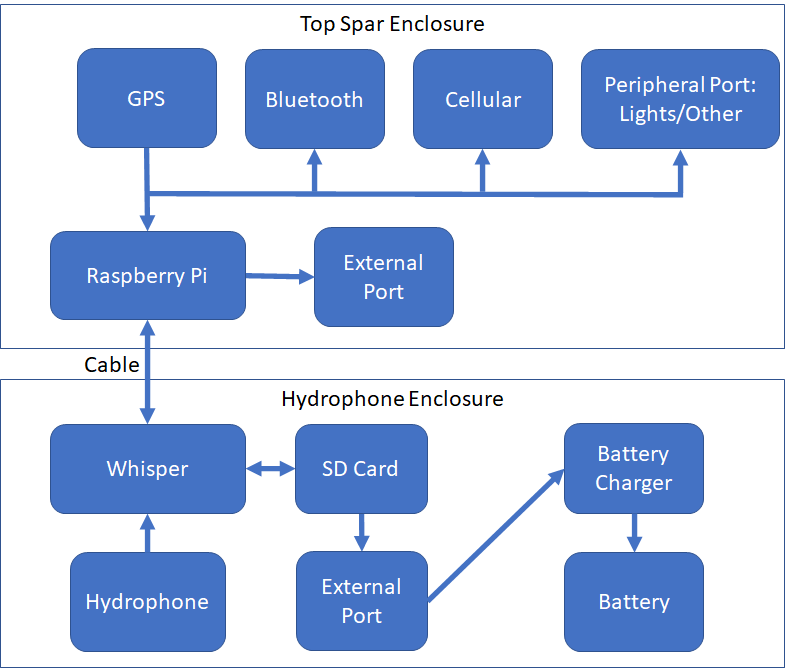 Top Spar Enclosure
GPS
Bluetooth
Cellular
Peripheral Port:
Lights/Other
Raspberry Pi
External
Port
Cable
Hydrophone Enclosure
Whisper
SD Card
Battery
Charger
Hydrophone
External
Port
Battery